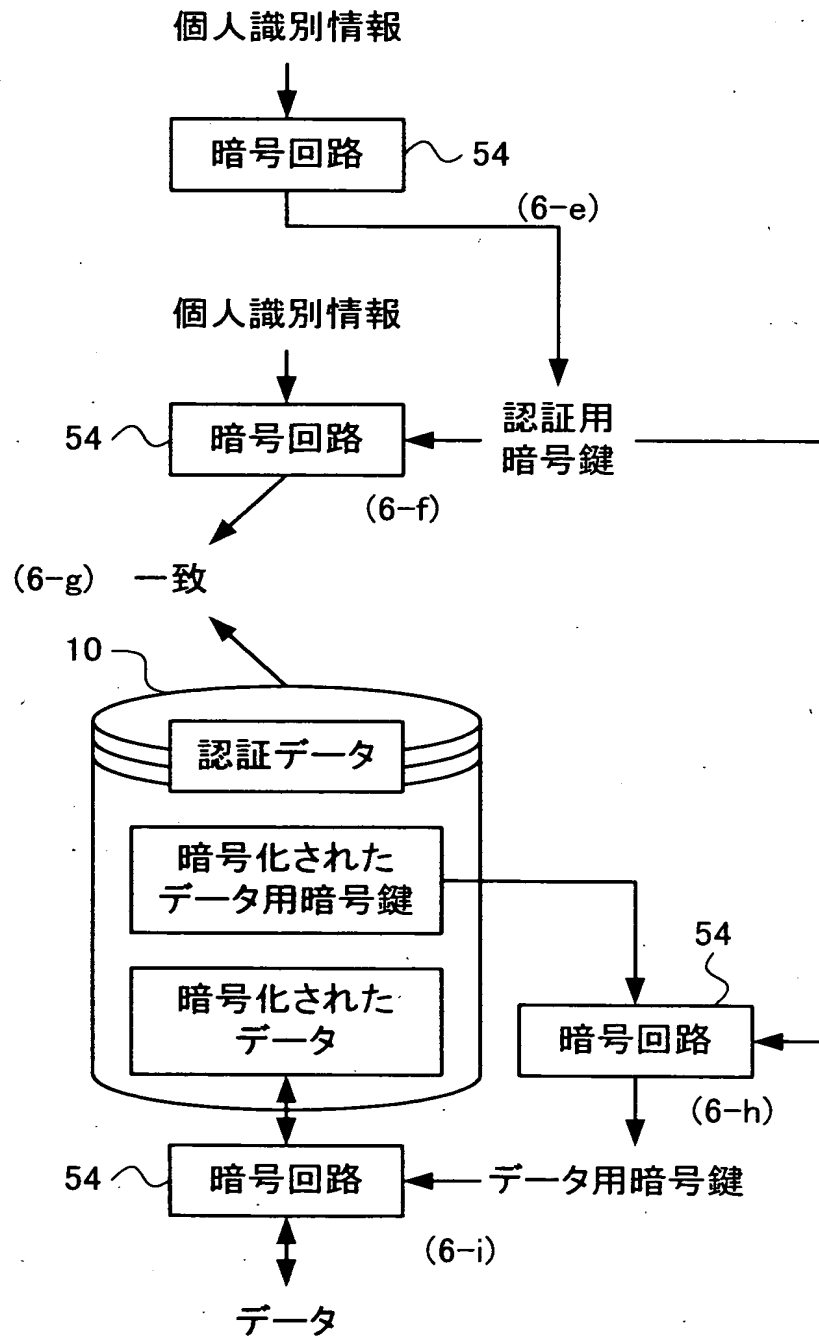 個人識別情報
暗号回路
54
(6-e)
個人識別情報
54
暗号回路
認証用
暗号鍵
(6-f)
(6-g)
一致
10
認証データ
暗号化された
データ用暗号鍵
54
暗号化された
データ
暗号回路
(6-h)
54
暗号回路
データ用暗号鍵
(6-i)
データ